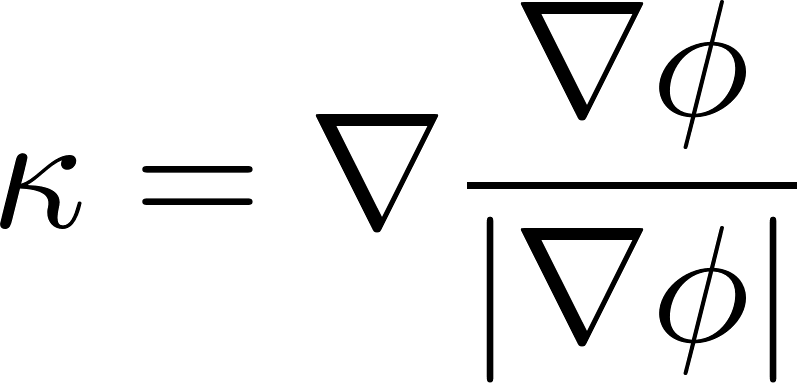 κ = ∇ ∇ϕ / |∇ϕ|